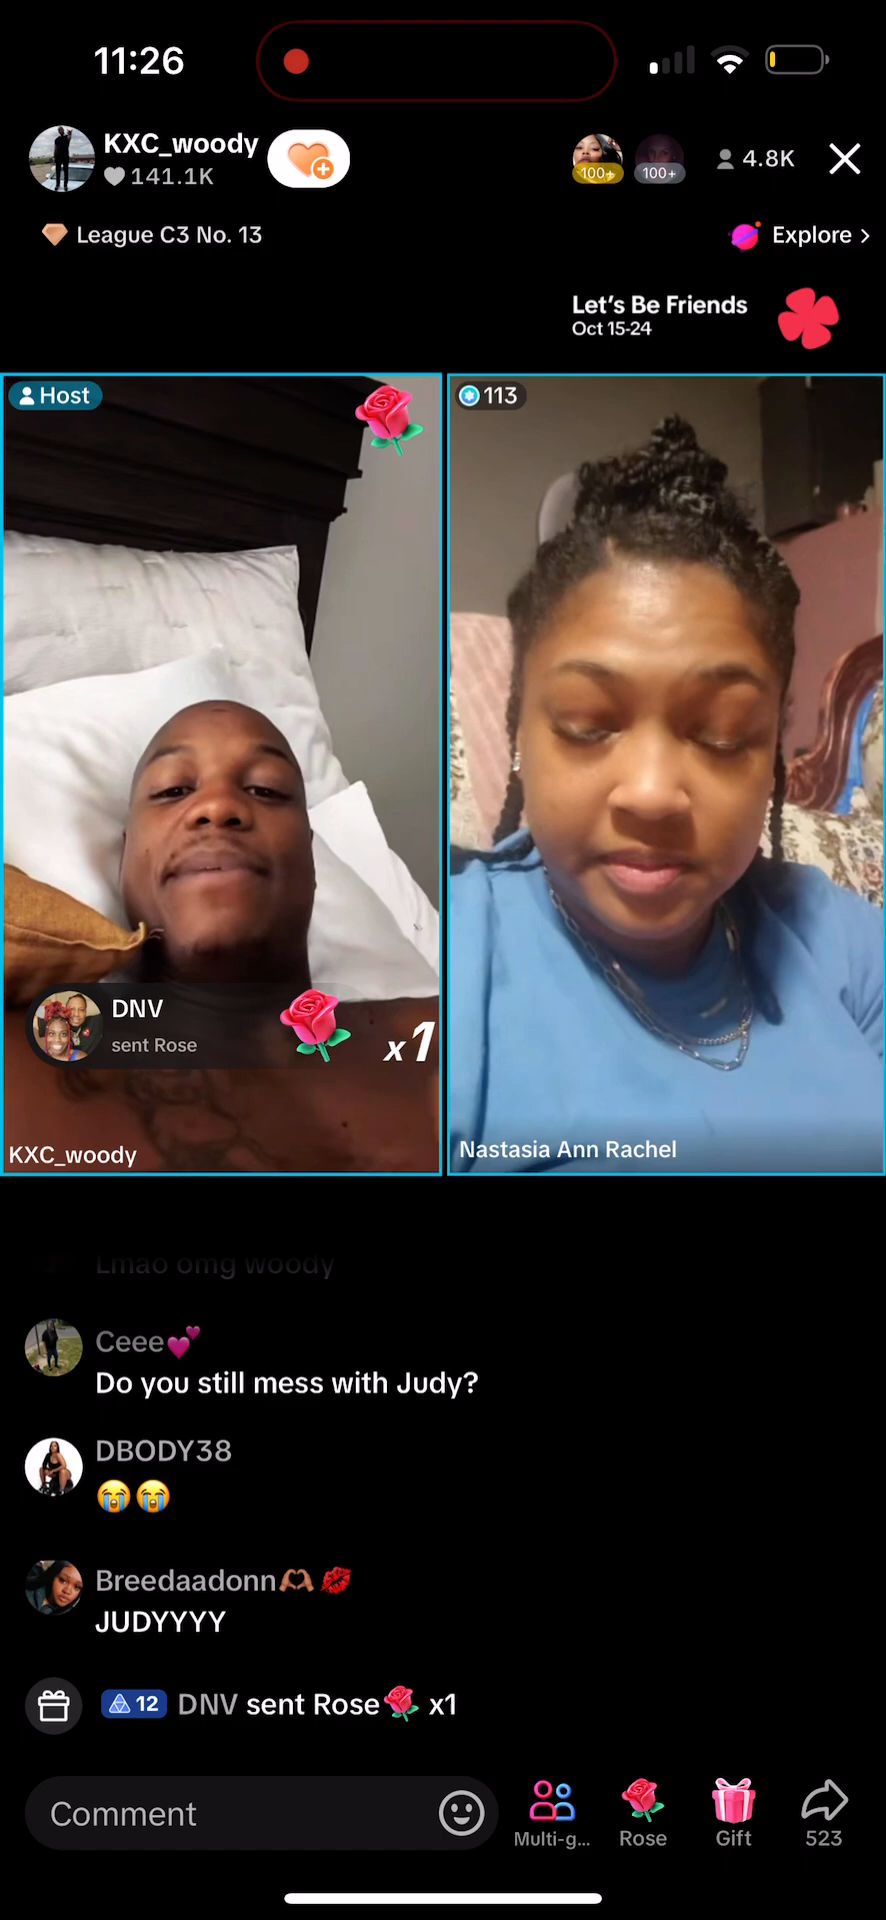 11:26
KXC_woody
141.1K
100+
100+
4.8K
League C3 No. 13
Explore >
Let's Be Friends
Oct 15-24
Host
113
DNV
sent Rose
x1
KXC_woody
Nastasia Ann Rachel
Lmao omg woody
Ceee💕
Do you still mess with Judy?
DBODY38
😭😭
Breedaadonn🫶🏾💋
JUDYYYY
12 DNV sent Rose🌹 x1
Comment
Multi-g...
Rose
Gift
523